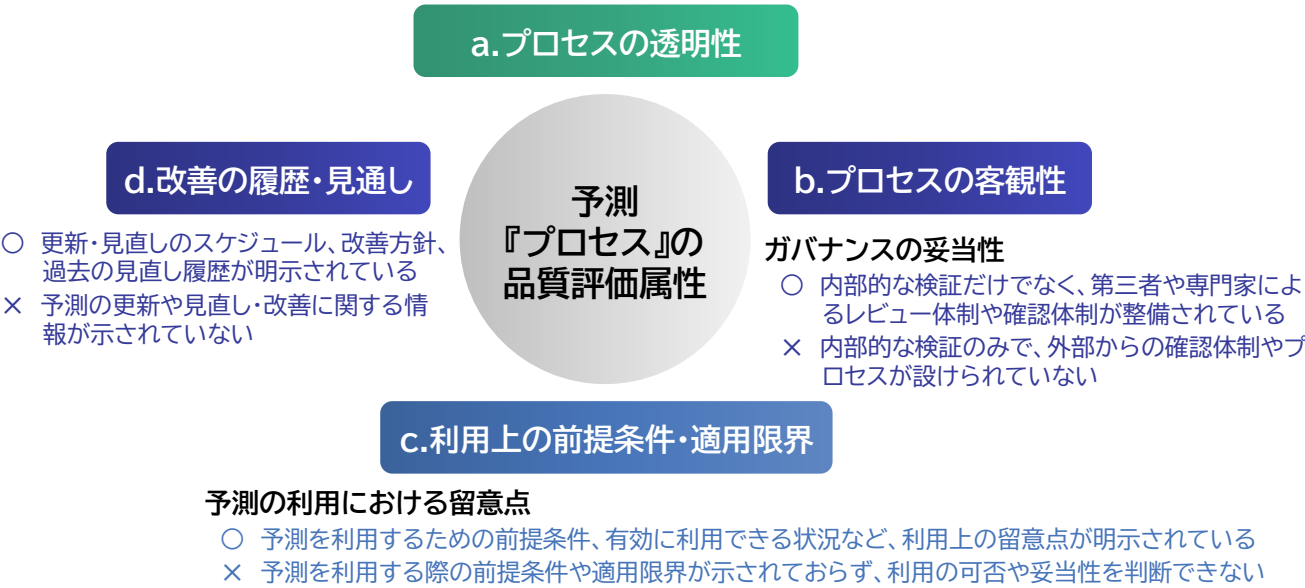 a.プロセスの透明性
d.改善の履歴・見通し
○ 更新・見直しのスケジュール、改善方針、
過去の見直し履歴が明示されている
× 予測の更新や見直し・改善に関する情
報が示されていない
予測
『プロセス』の
品質評価属性
b.プロセスの客観性
ガバナンスの妥当性
○ 内部的な検証だけでなく、第三者や専門家によ
るレビュー体制や確認体制が整備されている
× 内部的な検証のみで、外部からの確認体制やプ
ロセスが設けられていない
c.利用上の前提条件・適用限界
予測の利用における留意点
○ 予測を利用するための前提条件、有効に利用できる状況など、利用上の留意点が明示されている
× 予測を利用する際の前提条件や適用限界が示されておらず、利用の可否や妥当性を判断できない